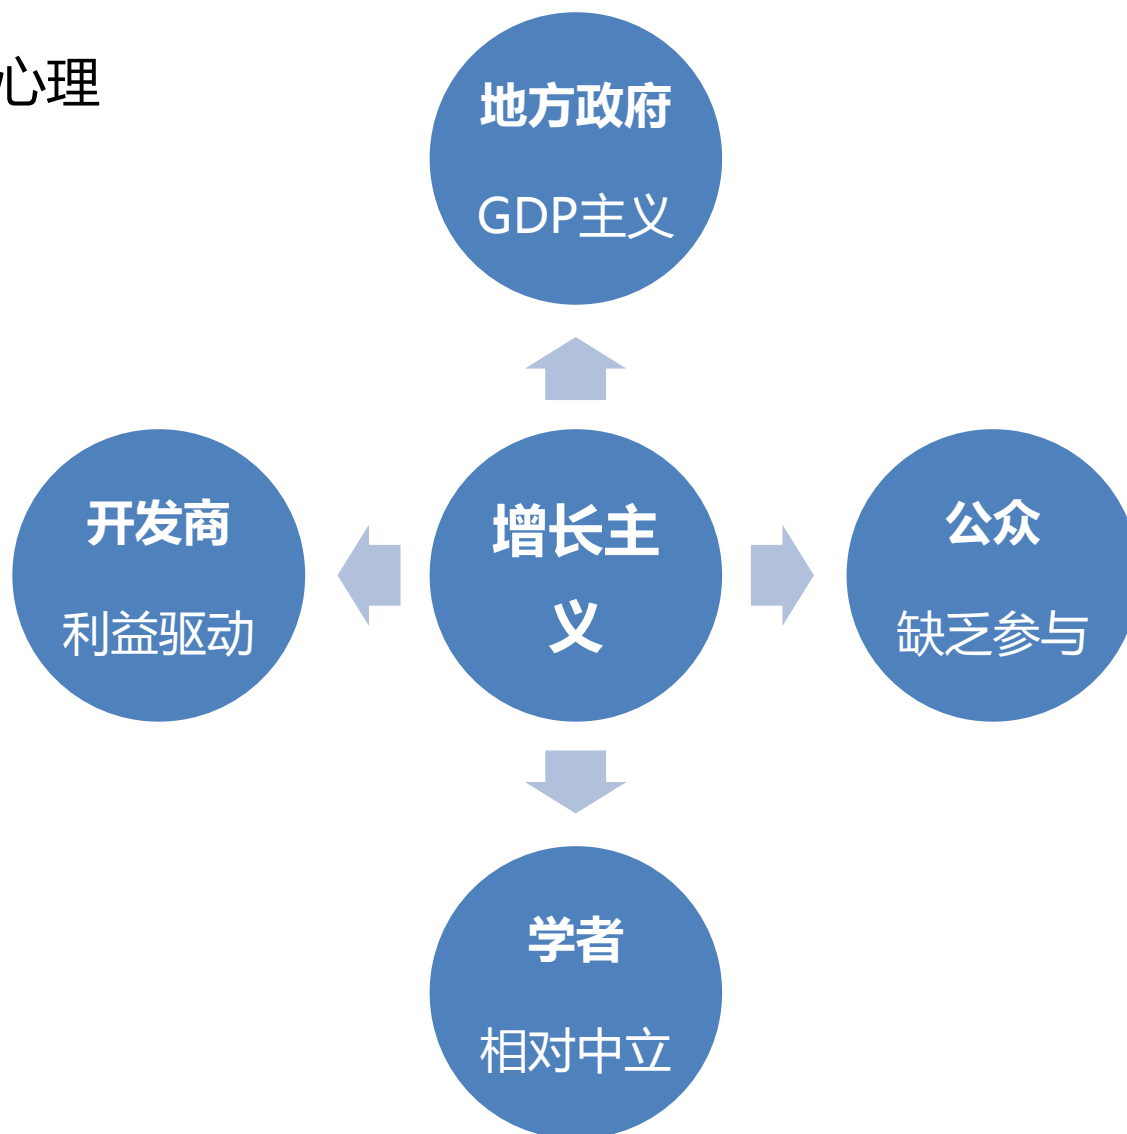 心理
地方政府
GDP主义
开发商
利益驱动
增长主
义
公众
缺乏参与
学者
相对中立